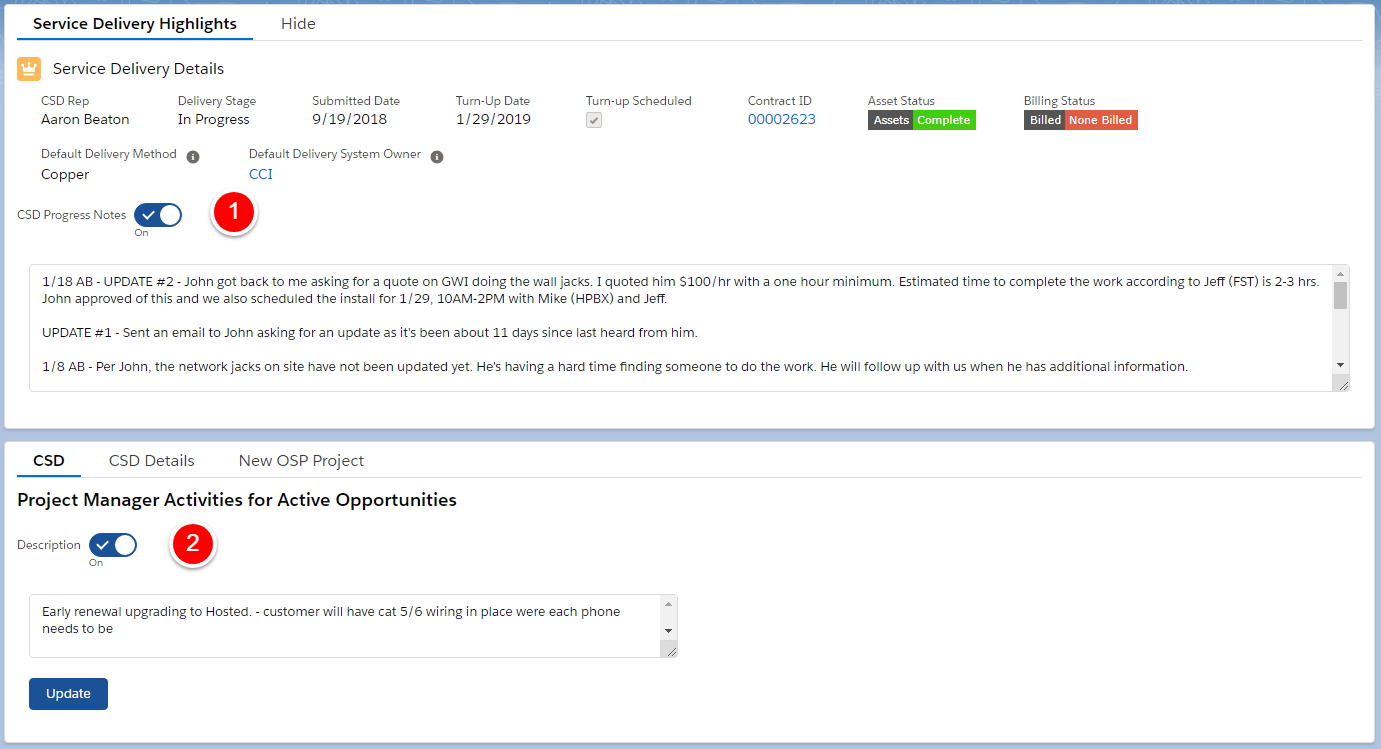 Service Delivery Highlights Hide
Service Delivery Details
CSD Rep Delivery Stage Submitted Date Turn-Up Date Turn-up Scheduled Contract ID Asset Status Billing Status
Aaron Beaton In Progress 9/19/2018 1/29/2019 00002623 Assets Complete Billed None Billed
Default Delivery Method Default Delivery System Owner
Copper CCI
CSD Progress Notes 1
On
1/18 AB - UPDATE #2 - John got back to me asking for a quote on GWI doing the wall jacks. I quoted him $100/hr with a one hour minimum. Estimated time to complete the work according to Jeff (FST) is 2-3 hrs.
John approved of this and we also scheduled the install for 1/29, 10AM-2PM with Mike (HPBX) and Jeff.
UPDATE #1 - Sent an email to John asking for an update as it's been about 11 days since last heard from him.
1/8 AB - Per John, the network jacks on site have not been updated yet. He's having a hard time finding someone to do the work. He will follow up with us when he has additional information.
CSD CSD Details New OSP Project
Project Manager Activities for Active Opportunities
Description 2
On
Early renewal upgrading to Hosted. - customer will have cat 5/6 wiring in place were each phone
needs to be
Update